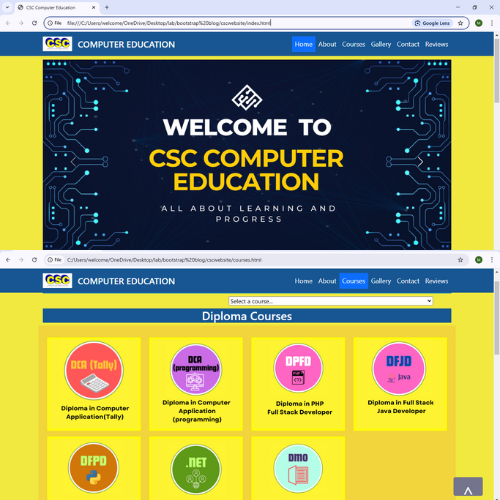 CSC Computer Education
File file:///C:/Users/welcome/OneDrive/Desktop/lab/bootstrap%20blog/cscwebsite/index.html
Google Lens
M
CSC COMPUTER EDUCATION
Home About Courses Gallery Contact Reviews
WELCOME TO
CSC COMPUTER
EDUCATION
ALL ABOUT LEARNING AND
PROGRESS
File C:/Users/welcome/OneDrive/Desktop/lab/bootstrap%20blog/cscwebsite/courses.html
M
CSC COMPUTER EDUCATION
Home About Courses Gallery Contact Reviews
Select a course...
Diploma Courses
DCA (Tally)
Diploma in Computer
Application(Tally)
DCA
(programming)
Diploma in Computer
Application
(programming)
DPFD
PHP
Diploma in PHP
Full Stack Developer
DFJD
Java
Diploma in Full Stack
Java Developer
DFPD
.NET
DMO